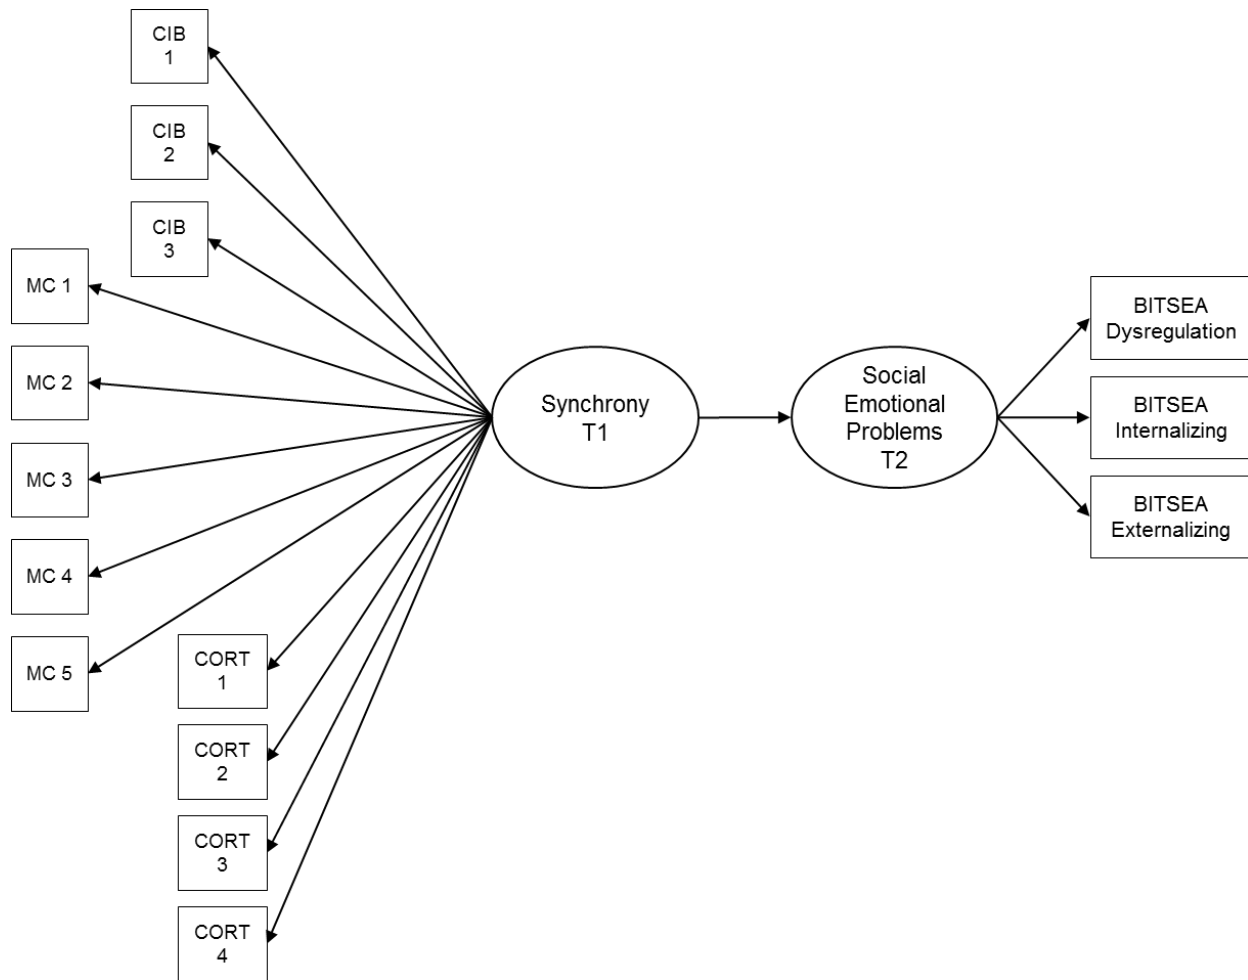 CIB
1
CIB
2
CIB
3
MC 1
MC 2
MC 3
MC 4
MC 5
CORT
1
CORT
2
CORT
3
CORT
4
Synchrony
T1
Social
Emotional
Problems
T2
BITSEA
Dysregulation
BITSEA
Internalizing
BITSEA
Externalizing